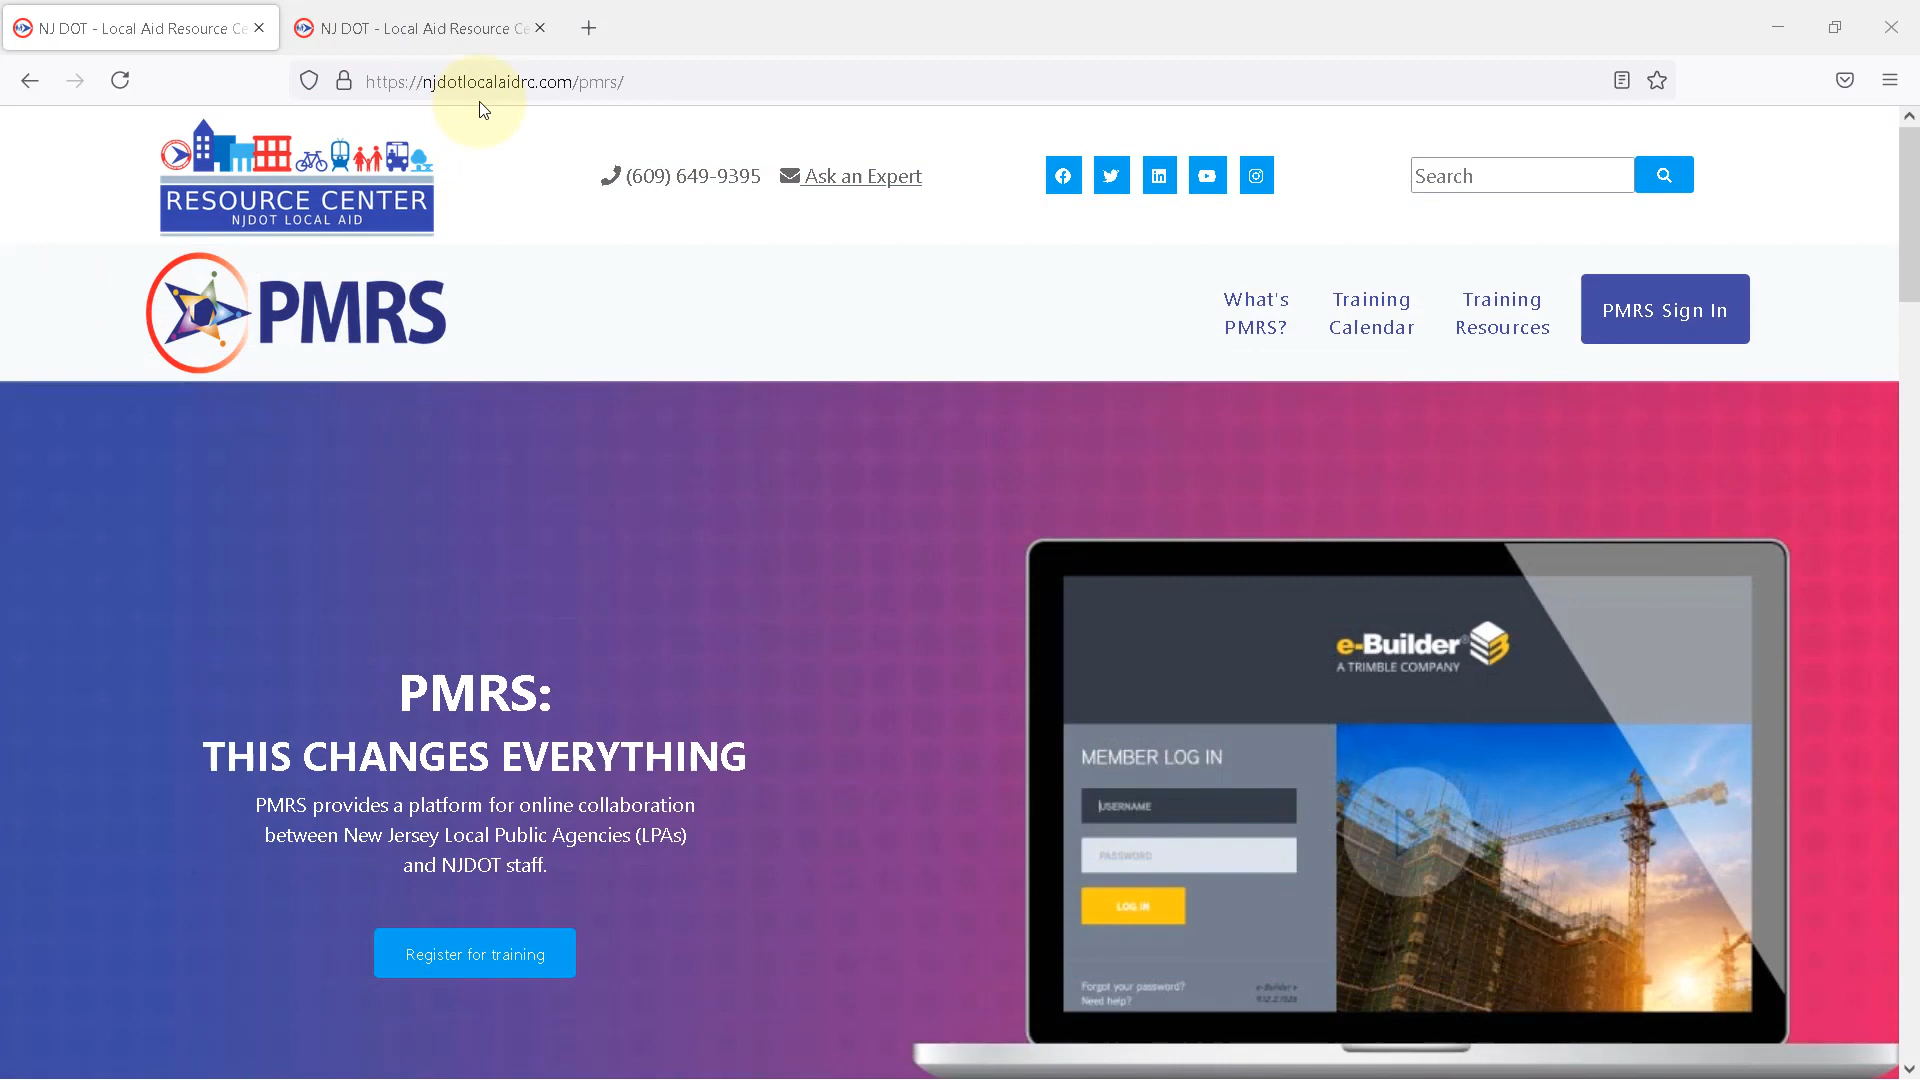 NJ DOT - Local Aid Resource Ce
NJ DOT - Local Aid Resource Ce
https://njdotlocalaidrc.com/pmrs/
RESOURCE CENTER
NJDOT LOCAL AID
(609) 649-9395
Ask an Expert
Search
PMRS
What's
PMRS?
Training
Calendar
Training
Resources
PMRS Sign In
PMRS:
THIS CHANGES EVERYTHING
PMRS provides a platform for online collaboration
between New Jersey Local Public Agencies (LPAs)
and NJDOT staff.
Register for training
e-Builder®
A TRIMBLE COMPANY
MEMBER LOG IN
USERNAME
PASSWORD
LOG IN
Forgot your password?
Need help?